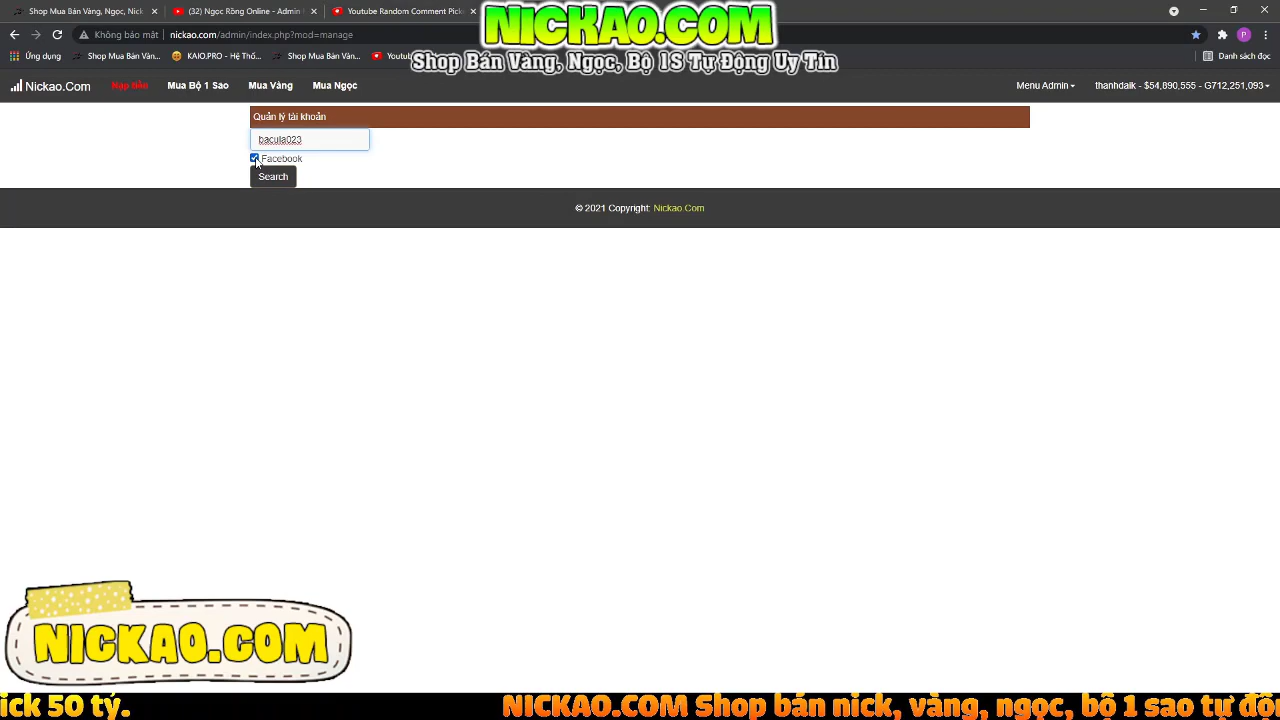 Shop Mua Bán Vàng, Ngọc, Nick
(32) Ngọc Rồng Online - Admin
Youtube Random Comment Pick
NICKAO.COM
Không bảo mật
nickao.com/admin/index.php?mod=manage
P
Ứng dụng
Shop Mua Bán Vàn...
KAIO.PRO - Hệ Thố...
Shop Mua Bán Vàn...
Danh sách đọc
Shop Bán Vàng, Ngọc, Bộ 1S Tự Động Uy Tín
Nickao.Com
Nạp tiền
Mua Bộ 1 Sao
Mua Vàng
Mua Ngọc
Menu Admin
thanhdaik - $54,890,555 - G712,251,093
Quản lý tài khoản
bacula023
Facebook
Search
© 2021 Copyright: Nickao.Com
NICKAO.COM
ick 50 tỷ.
NICKAO.COM Shop bán nick, vàng, ngọc, bộ 1 sao tự độ